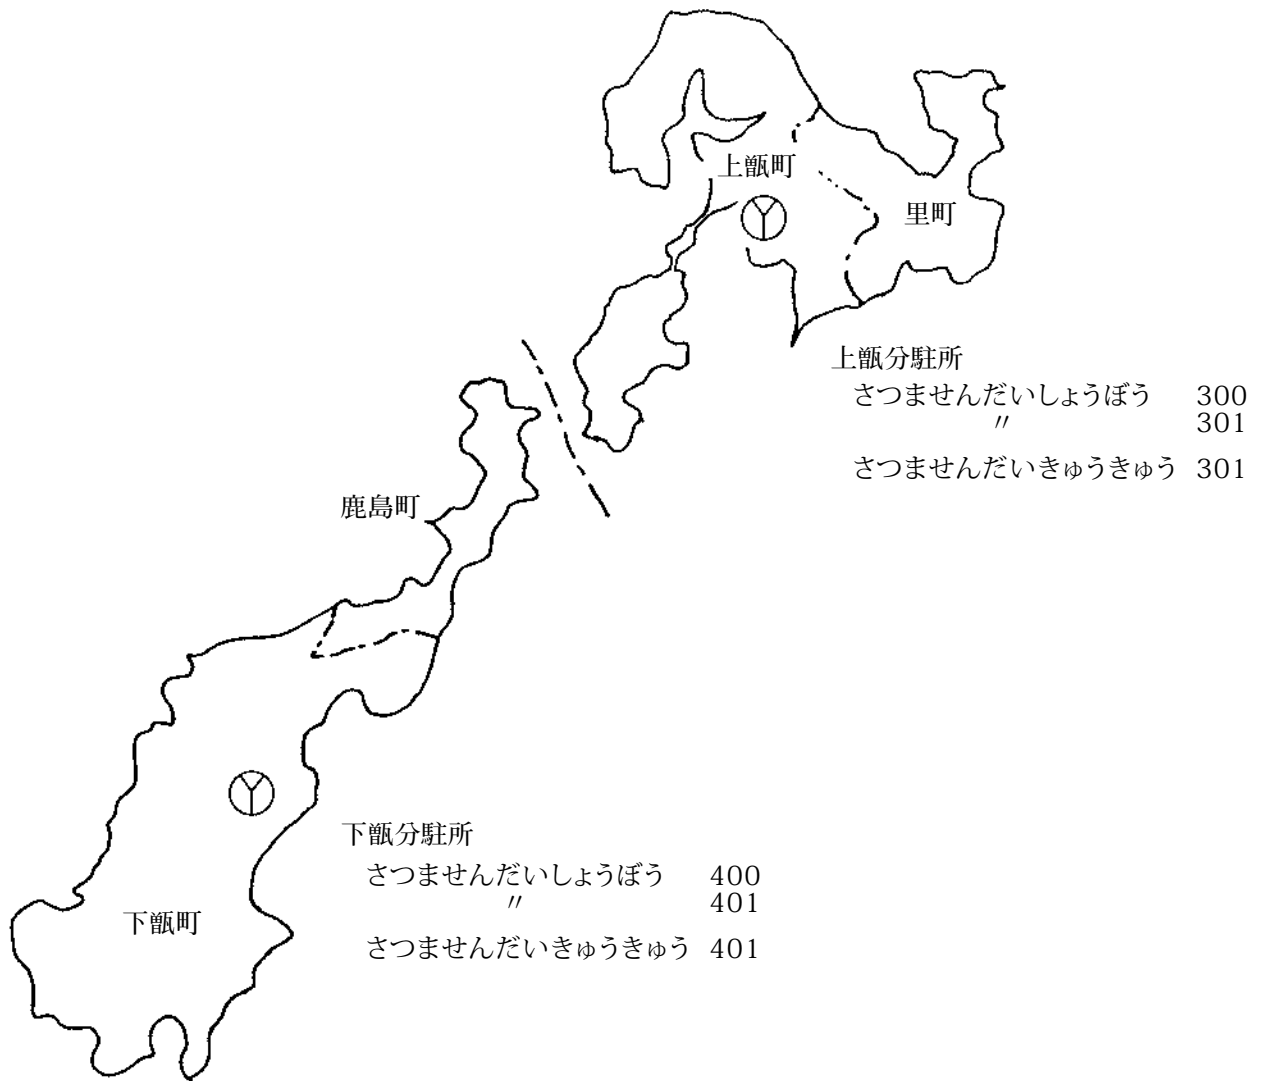 上甑町
里町
上甑分駐所
さつませんだいしょうぼう 300
〃 301
さつませんだいきゅうきゅう 301
鹿島町
下甑分駐所
さつませんだいしょうぼう 400
〃 401
さつませんだいきゅうきゅう 401
下甑町